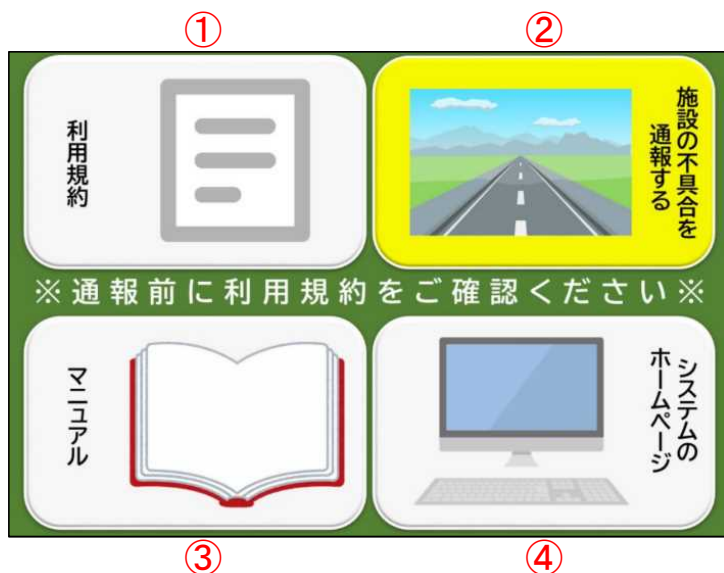 ①
②
利用規約
施設の不具合を
通報する
※通報前に利用規約をご確認ください※
マニュアル
システムの
ホームページ
③
④